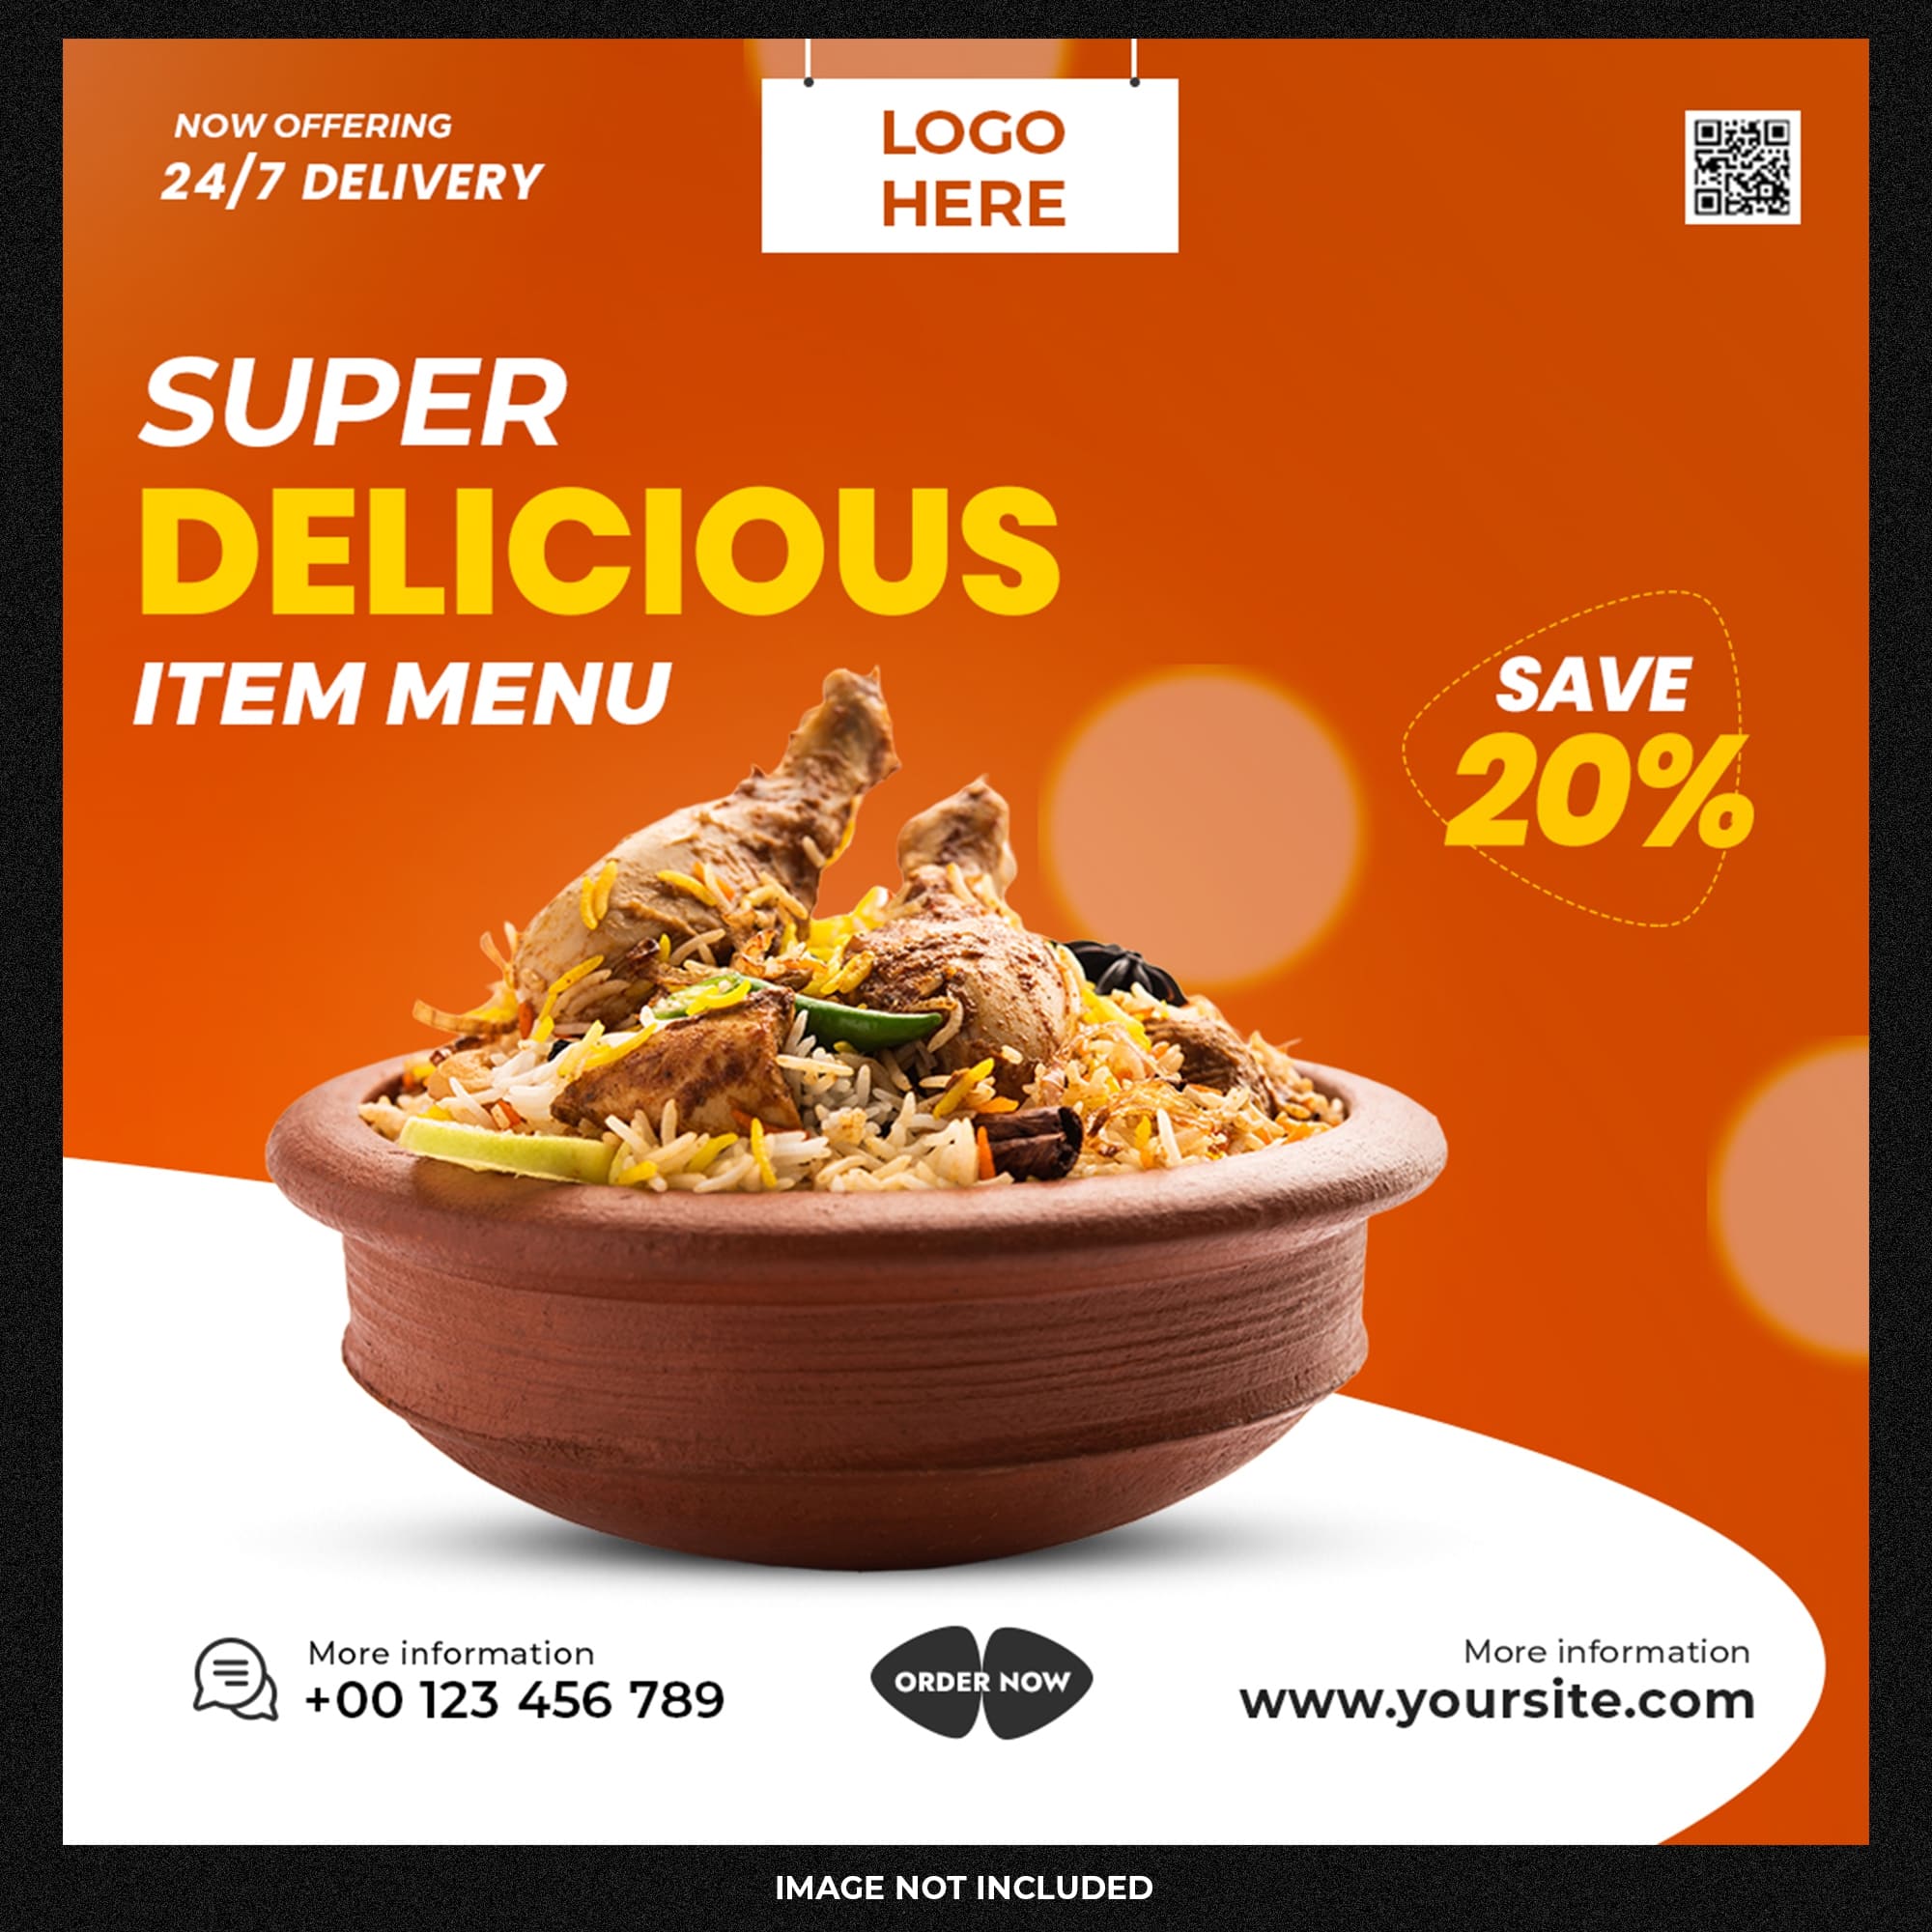 NOW OFFERING
24/7 DELIVERY
LOGO
HERE
SUPER
DELICIOUS
ITEM MENU
SAVE
20%
More information
+00 123 456 789
ORDER NOW
More information
www.yoursite.com
IMAGE NOT INCLUDED